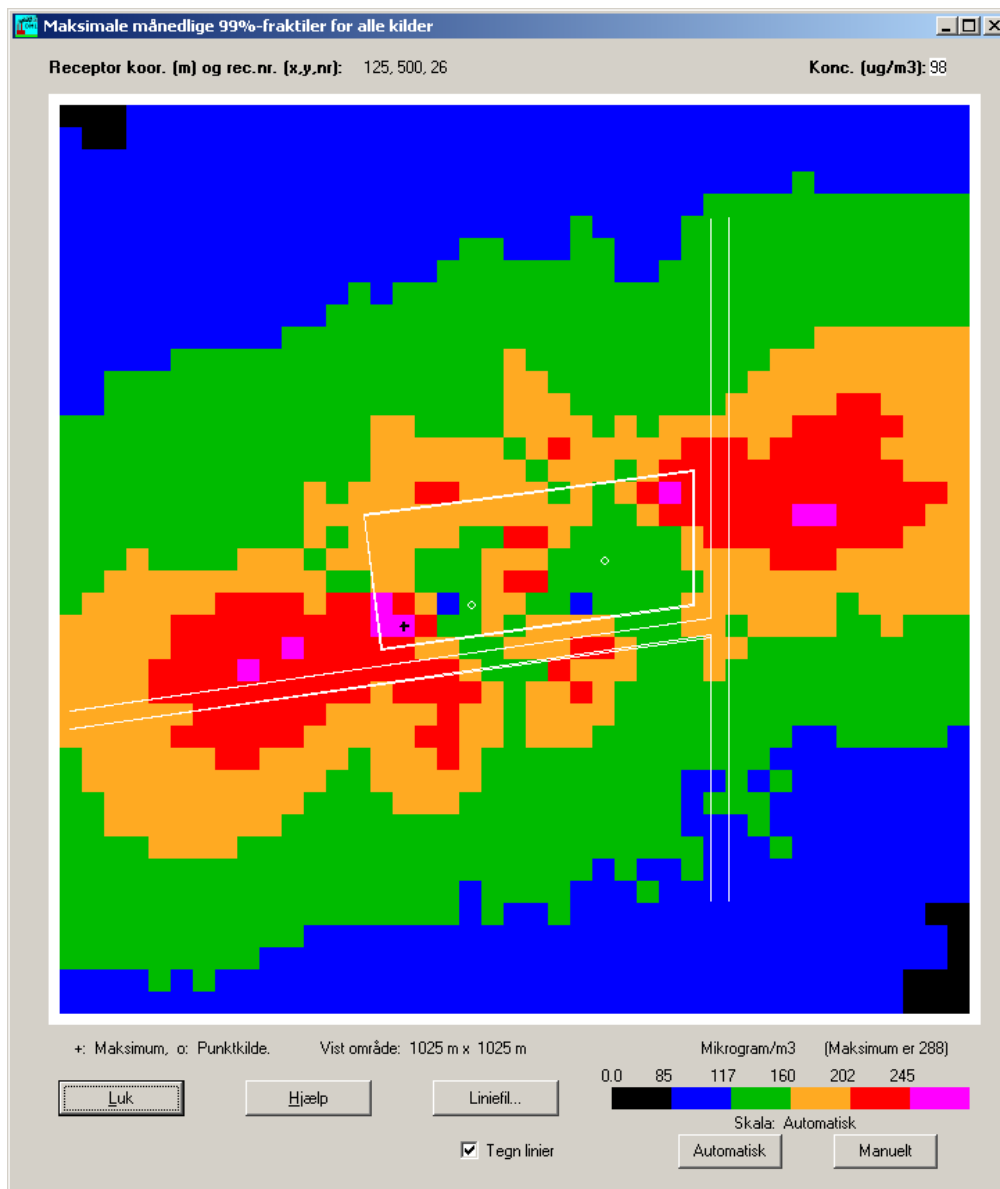 Maksimale månedlige 99%-fraktiler for alle kilder
Receptor koor. (m) og rec.nr. (x,y,nr): 125, 500, 26 Konc. (ug/m3): 98
+: Maksimum, o: Punktkilde. Vist område: 1025 m x 1025 m Mikrogram/m3 (Maksimum er 288)
0.0 85 117 160 202 245
Luk Hjælp Liniefil...
Skala: Automatisk
Tegn linier Automatisk Manuelt